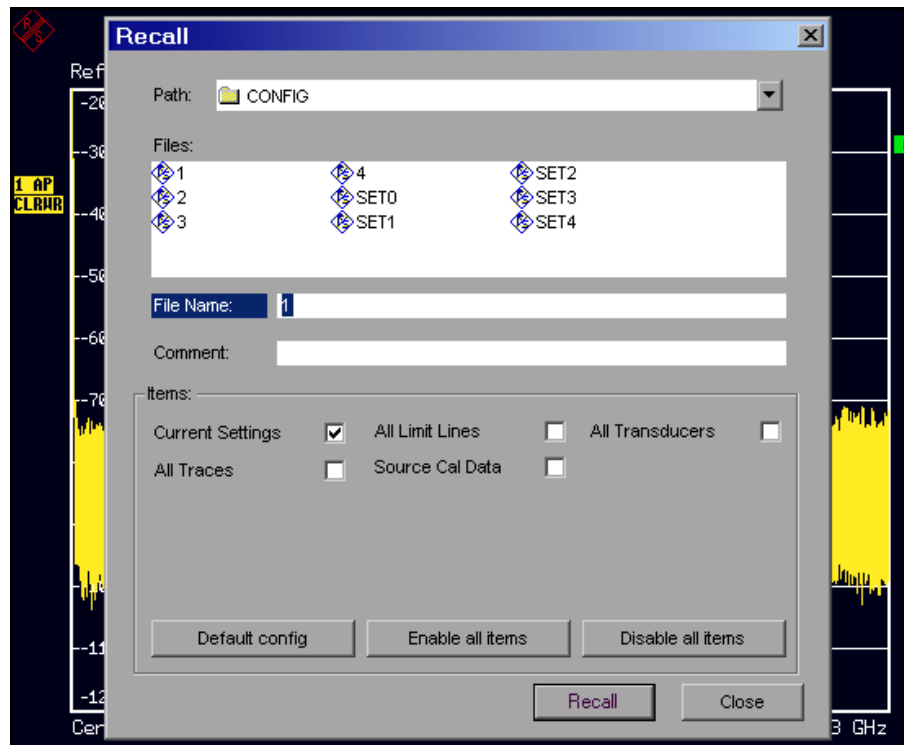 R/S
Recall
Ref
Path: CONFIG
-20
Files:
--30
1 4 SET2
1 AP
2 SET0 SET3
CLRWR
--40
3 SET1 SET4
--50
File Name: 1
--60
Comment:
--70
Items:
Current Settings All Limit Lines All Transducers
All Traces Source Cal Data
Default config Enable all items Disable all items
--11
-12
Recall Close
Cer 3 GHz